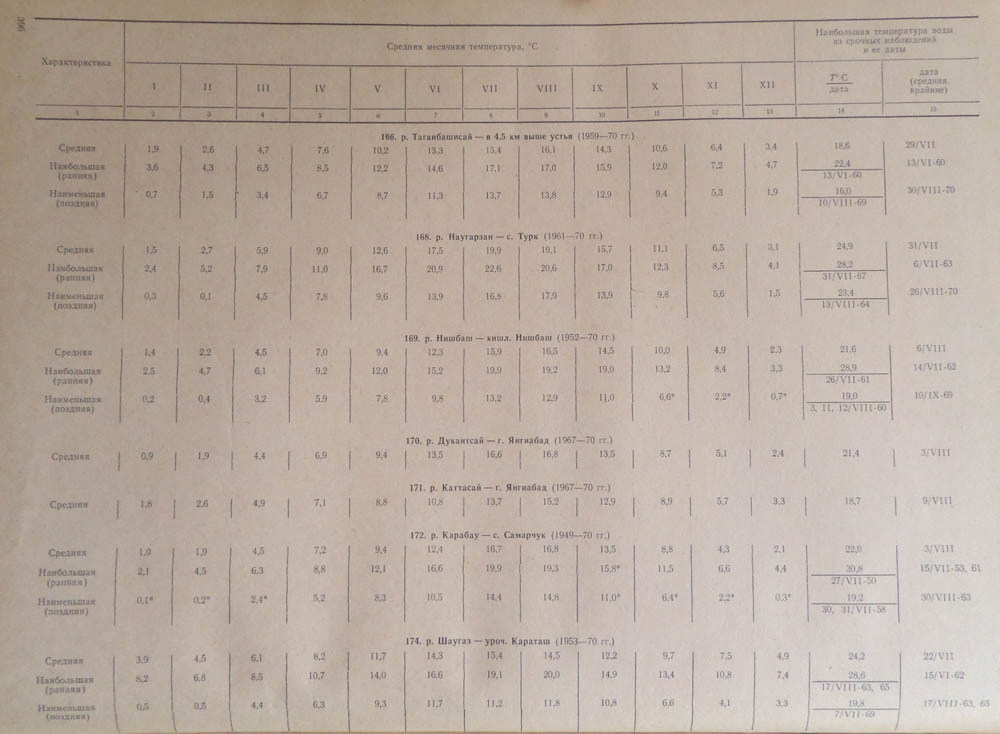 396
Характеристика | Средняя месячная температура, °С | Наибольшая температура воды
из срочных наблюдений
и ее даты
I | II | III | IV | V | VI | VII | VIII | IX | X | XI | XII | T° C / дата | дата
(средняя,
крайние)
1 | 2 | 3 | 4 | 5 | 6 | 7 | 8 | 9 | 10 | 11 | 12 | 13 | 14 | 15
166. р. Таганбашисай — в 4,5 км выше устья (1959—70 гг.)
Средняя | 1,9 | 2,6 | 4,7 | 7,6 | 10,2 | 13,3 | 15,4 | 16,1 | 14,3 | 10,6 | 6,4 | 3,4 | 18,6 | 29/VII
Наибольшая | 3,6 | 4,3 | 6,5 | 8,5 | 12,2 | 14,6 | 17,1 | 17,0 | 15,9 | 12,0 | 7,2 | 4,7 | 22,4 | 13/VI-60
(ранняя) | 13/VI-60
Наименьшая | 0,7 | 1,5 | 3,4 | 6,7 | 8,7 | 11,3 | 13,7 | 13,8 | 12,9 | 9,4 | 5,3 | 1,9 | 16,0 | 30/VIII-70
(поздняя) | 10/VIII-69
168. р. Наугарзан — с. Турк (1961—70 гг.)
Средняя | 1,5 | 2,7 | 5,9 | 9,0 | 12,6 | 17,5 | 19,9 | 19,1 | 15,7 | 11,1 | 6,5 | 3,1 | 24,9 | 31/VII
Наибольшая | 2,4 | 5,2 | 7,9 | 11,0 | 16,7 | 20,9 | 22,6 | 20,6 | 17,0 | 12,3 | 8,5 | 4,1 | 28,2 | 6/VII-63
(ранняя) | 31/VII-67
Наименьшая | 0,3 | 0,1 | 4,5 | 7,8 | 9,6 | 13,9 | 16,8 | 17,9 | 13,9 | 9,8 | 5,6 | 1,5 | 23,4 | 26/VIII-70
(поздняя) | 13/VIII-64
169. р. Нишбаш — кишл. Нишбаш (1952—70 гг.)
Средняя | 1,4 | 2,2 | 4,5 | 7,0 | 9,4 | 12,3 | 15,9 | 16,5 | 14,5 | 10,0 | 4,9 | 2,3 | 21,6 | 6/VIII
Наибольшая | 2,5 | 4,7 | 6,1 | 9,2 | 12,0 | 15,2 | 19,9 | 19,2 | 19,0 | 13,2 | 8,4 | 3,3 | 28,9 | 14/VII-62
(ранняя) | 26/VII-61
Наименьшая | 0,2 | 0,4 | 3,2 | 5,9 | 7,8 | 9,8 | 13,2 | 12,9 | 11,0 | 6,6* | 2,2* | 0,7* | 19,0 | 10/IX-69
(поздняя) | 3, 11, 12/VIII-60
170. р. Дукантсай — г. Янгиабад (1967—70 гг.)
Средняя | 0,9 | 1,9 | 4,4 | 6,9 | 9,4 | 13,5 | 16,6 | 16,8 | 13,5 | 8,7 | 5,1 | 2,4 | 21,4 | 3/VIII
171. р. Каттасай — г. Янгиабад (1967—70 гг.)
Средняя | 1,8 | 2,6 | 4,9 | 7,1 | 8,8 | 10,8 | 13,7 | 15,2 | 12,9 | 8,9 | 5,7 | 3,3 | 18,7 | 9/VIII
172. р. Карабау — с. Самарчук (1949—70 гг.)
Средняя | 1,0 | 1,9 | 4,5 | 7,2 | 9,4 | 12,4 | 16,7 | 16,8 | 13,5 | 8,8 | 4,3 | 2,1 | 22,0 | 3/VIII
Наибольшая | 2,1 | 4,5 | 6,3 | 8,8 | 12,1 | 16,6 | 19,9 | 19,3 | 15,8* | 11,5 | 6,6 | 4,4 | 30,8 | 15/VII-53, 61
(ранняя) | 27/VII-50
Наименьшая | 0,1* | 0,2* | 2,4* | 5,2 | 8,3 | 10,5 | 14,4 | 14,8 | 11,0* | 6,4* | 2,2* | 0,3* | 19,2 | 30/VIII-63
(поздняя) | 30, 31/VII-58
174. р. Шаугаз — уроч. Караташ (1953—70 гг.)
Средняя | 3,9 | 4,5 | 6,1 | 8,2 | 11,7 | 14,3 | 15,4 | 14,5 | 12,2 | 9,7 | 7,5 | 4,9 | 24,2 | 22/VII
Наибольшая | 8,2 | 6,8 | 8,5 | 10,7 | 14,0 | 16,6 | 19,1 | 20,0 | 14,9 | 13,4 | 10,8 | 7,4 | 28,6 | 15/VI-62
(ранняя) | 17/VIII-63, 65
Наименьшая | 0,5 | 0,5 | 4,4 | 6,3 | 9,3 | 11,7 | 11,2 | 11,8 | 10,8 | 6,6 | 4,1 | 3,3 | 19,8 | 17/VIII-63, 65
(поздняя) | 7/VII-69